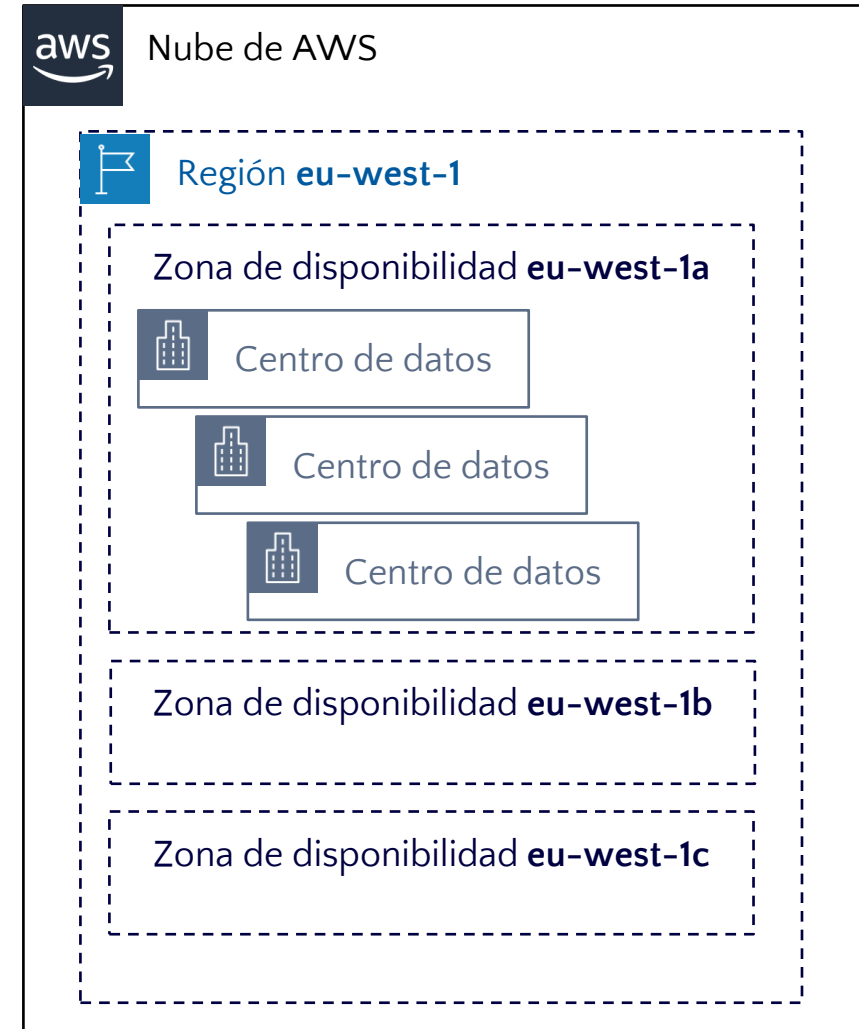 aws
Nube de AWS
Región eu-west-1
Zona de disponibilidad eu-west-1a
Centro de datos
Centro de datos
Centro de datos
Zona de disponibilidad eu-west-1b
Zona de disponibilidad eu-west-1c